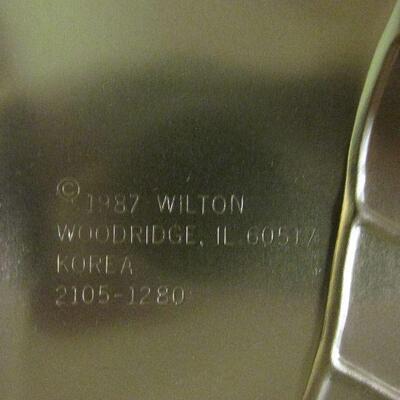 © 1987 WILTON
WOODRIDGE, IL 60517
KOREA
2105-1280